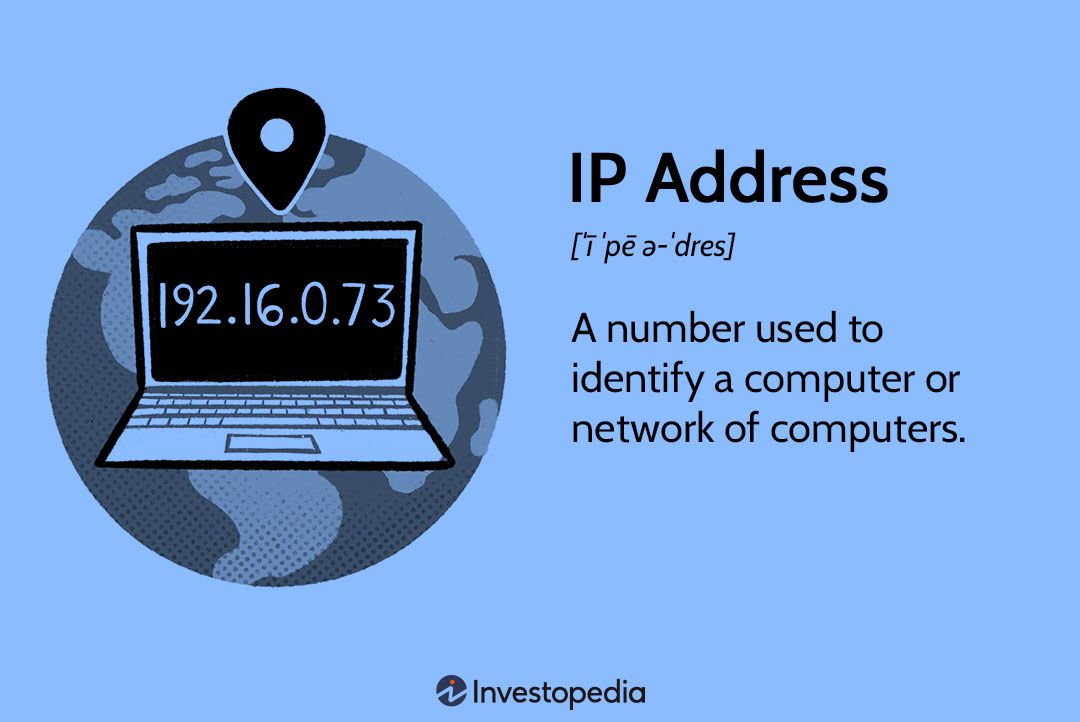 192.16.0.73
IP Address
[ˈī ˈpē ə-ˈdres]
A number used to
identify a computer or
network of computers.
Investopedia